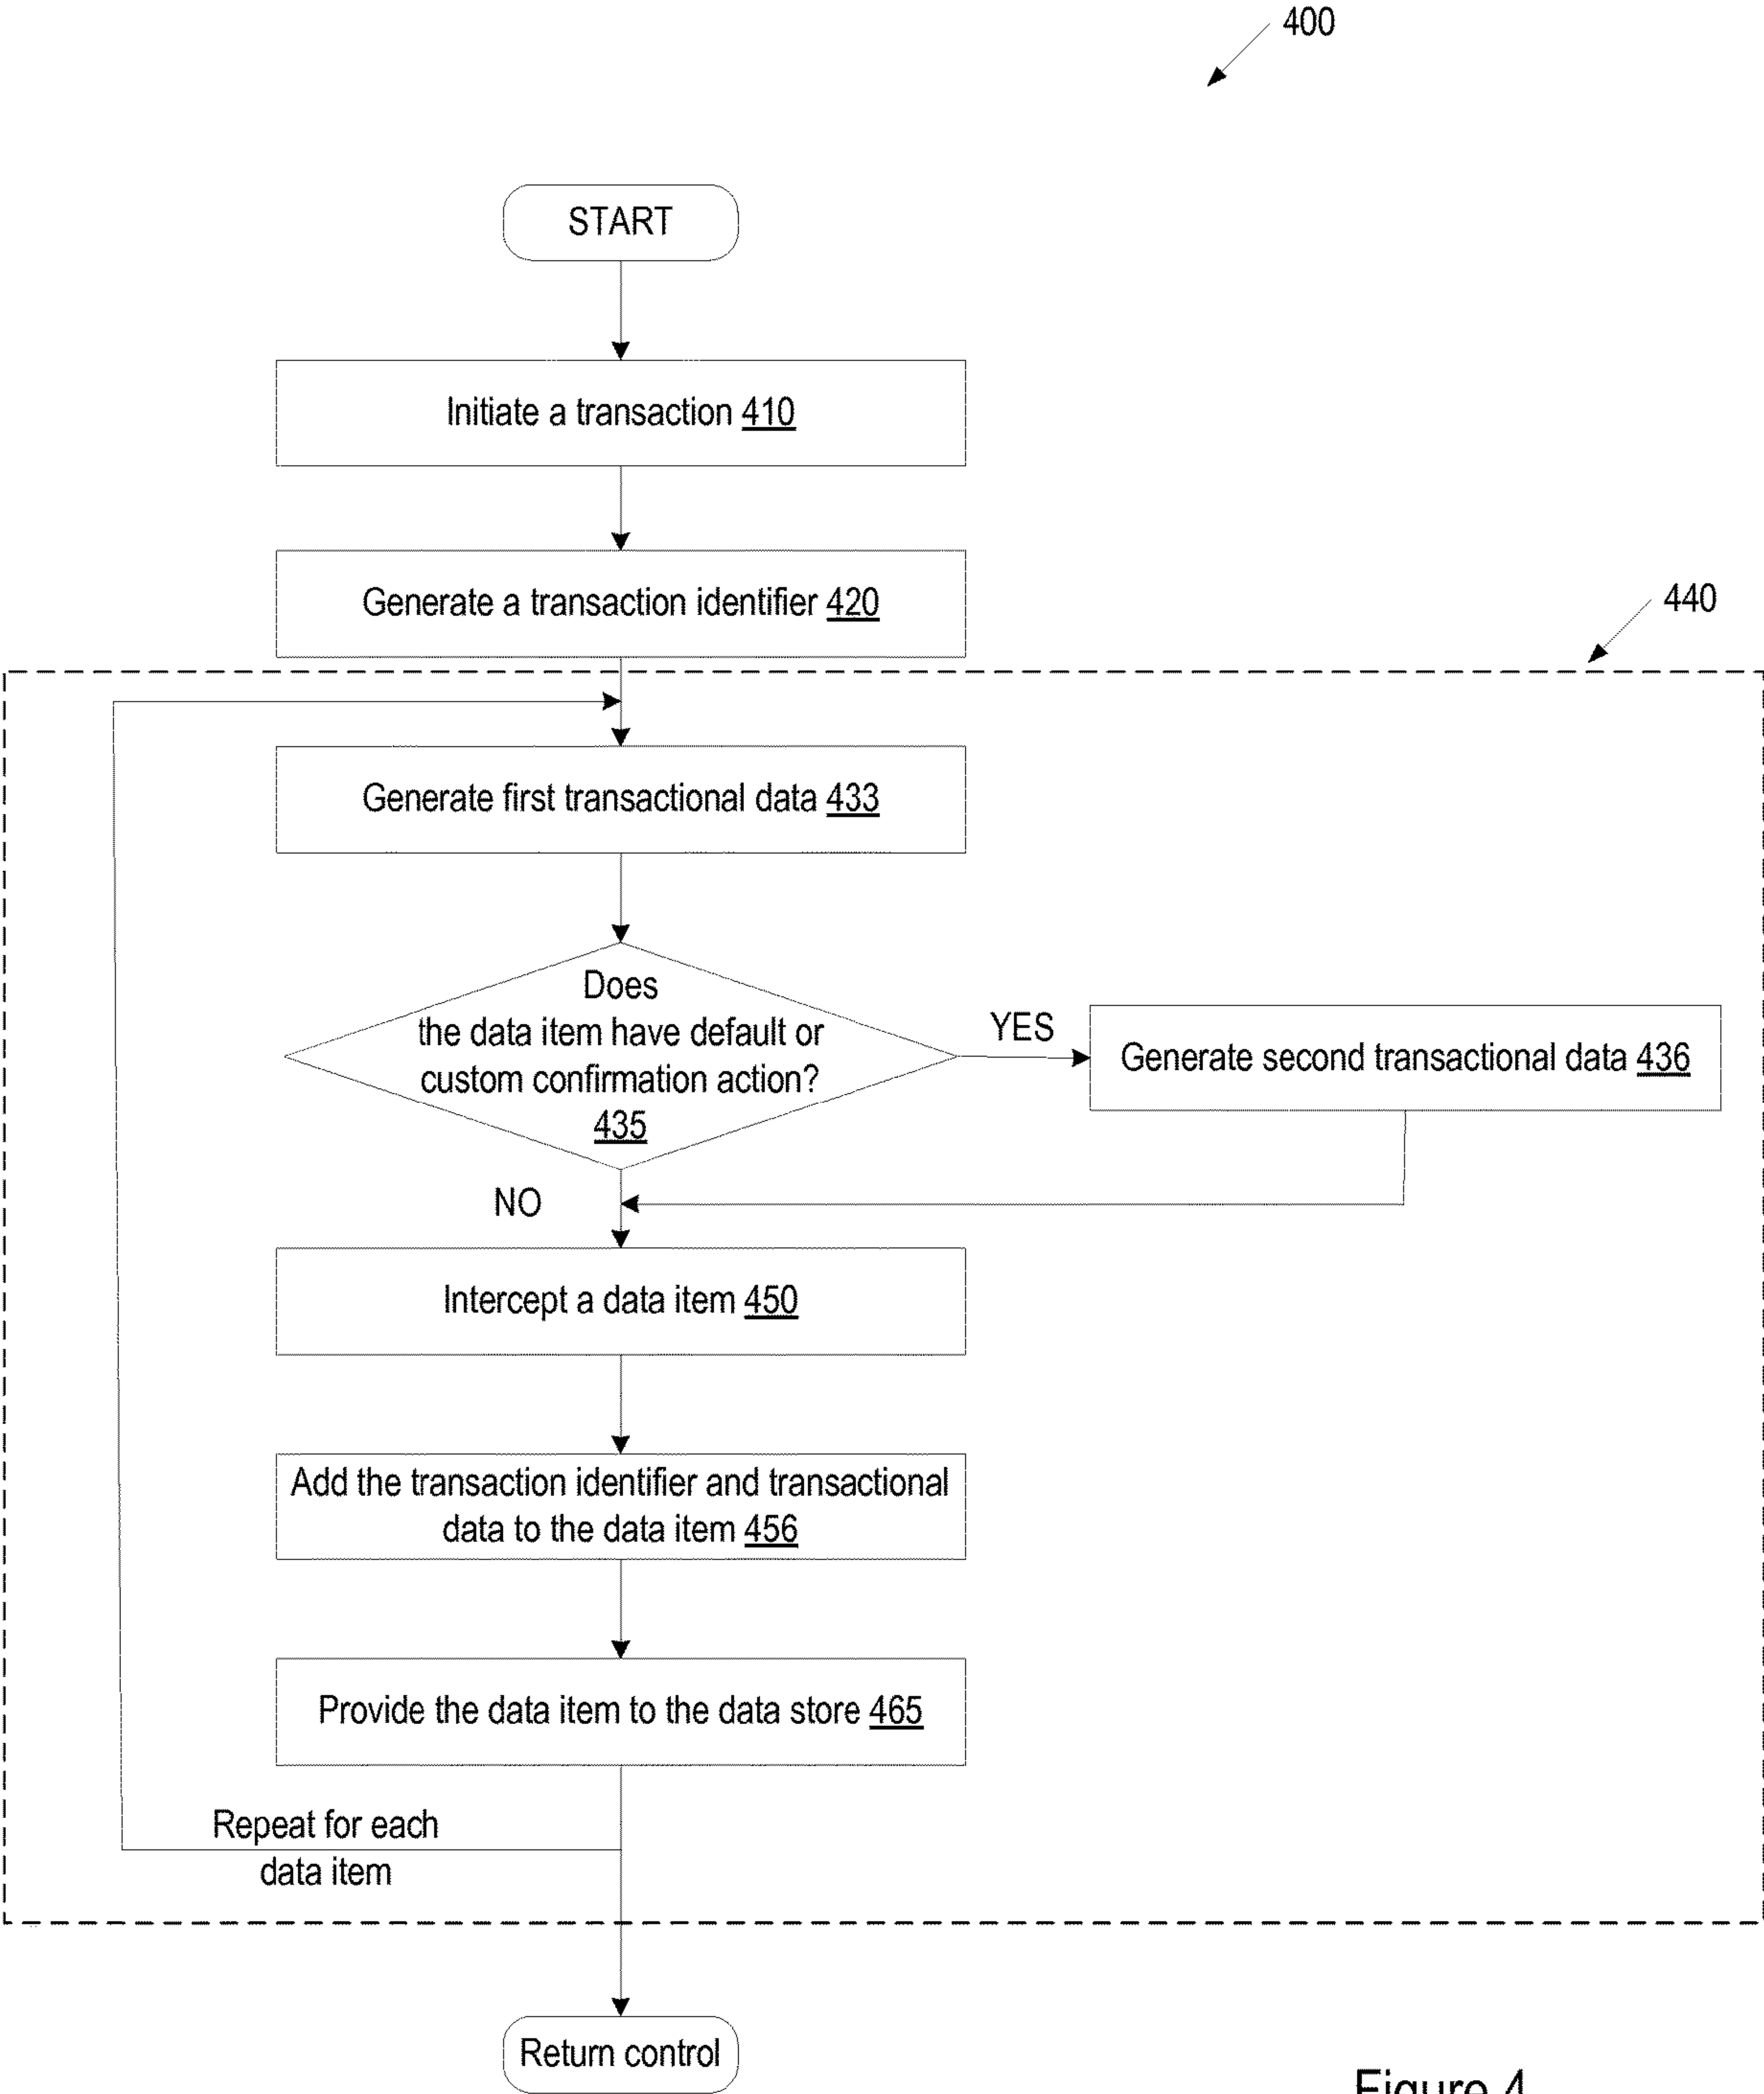 400
START
Initiate a transaction 410
Generate a transaction identifier 420
440
Generate first transactional data 433
Does
the data item have default or
custom confirmation action?
435
YES
Generate second transactional data 436
NO
Intercept a data item 450
Add the transaction identifier and transactional
data to the data item 456
Provide the data item to the data store 465
Repeat for each
data item
Return control
Figure 4